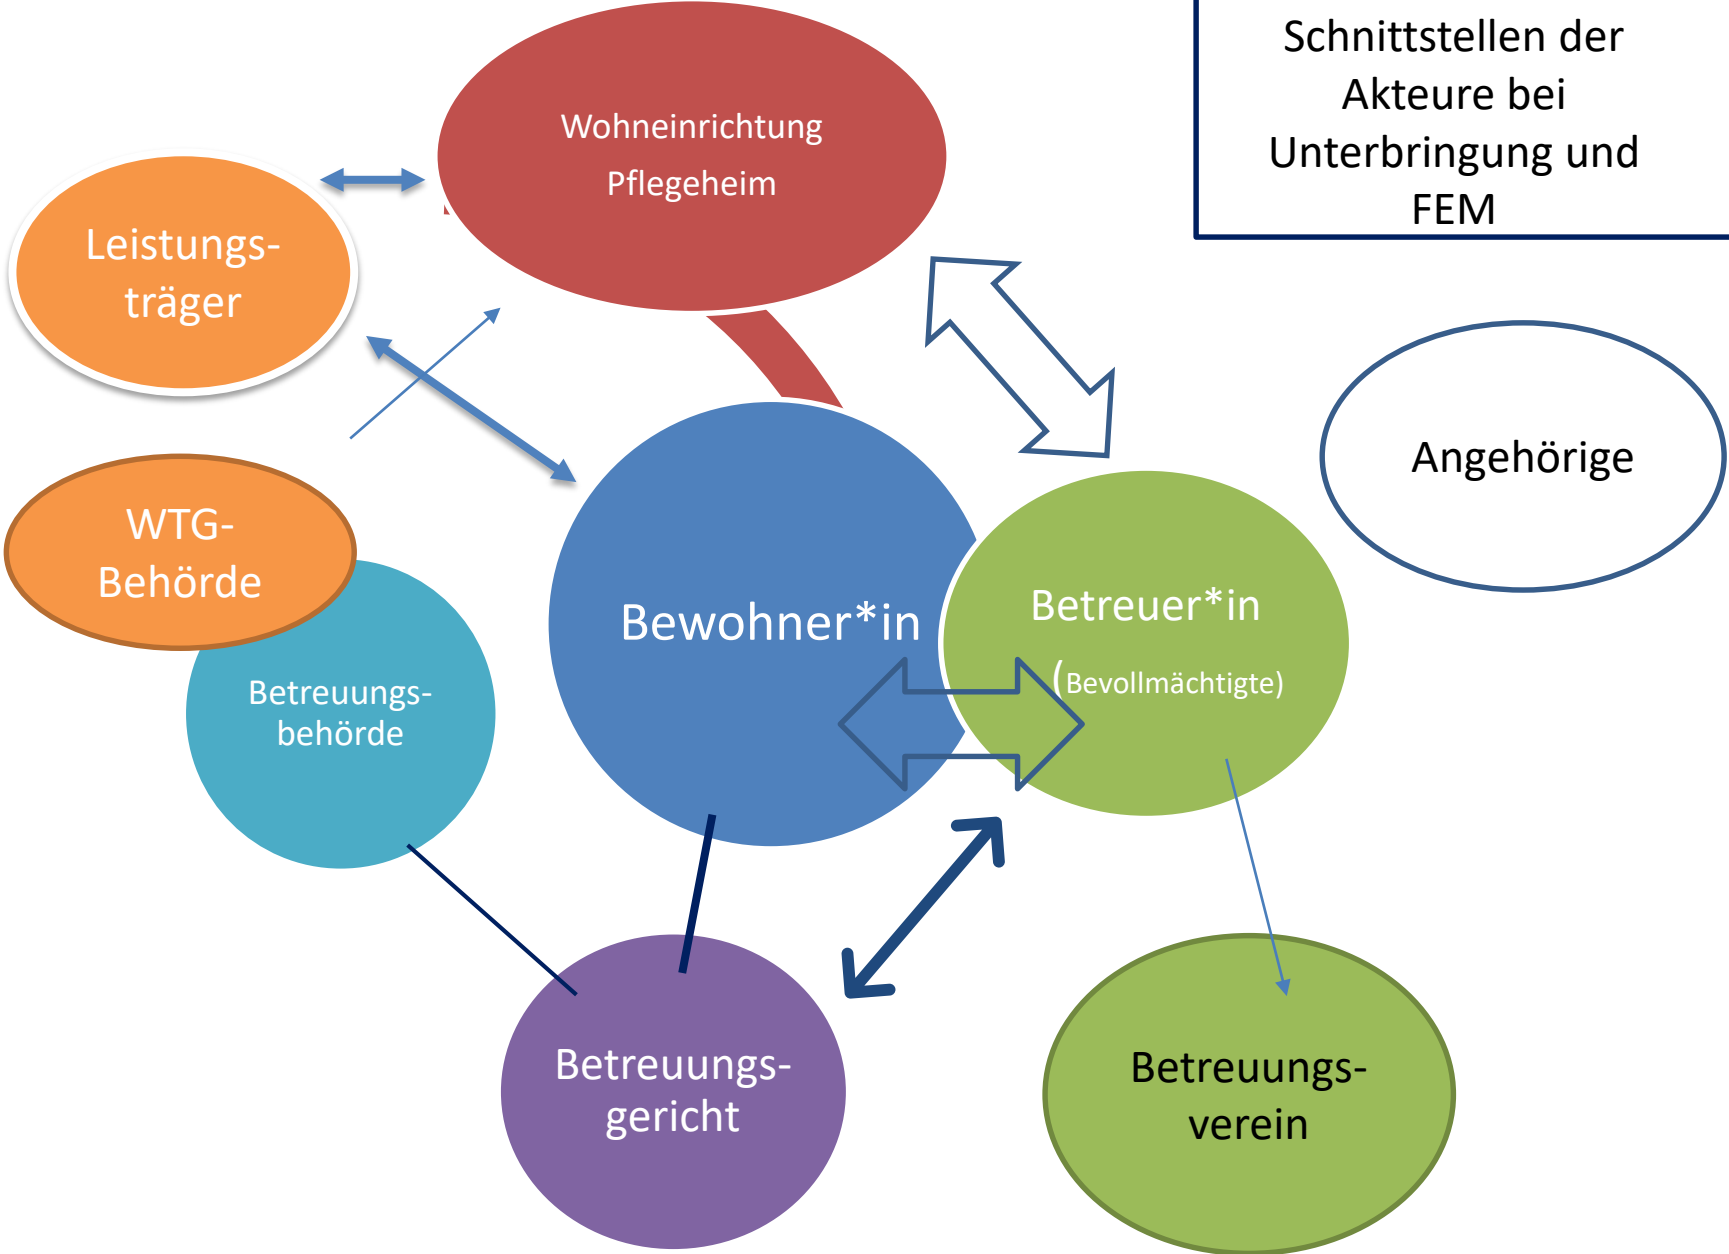 Schnittstellen der
Akteure bei
Unterbringung und
FEM
Wohneinrichtung
Pflegeheim
Leistungs-
träger
Angehörige
WTG-
Behörde
Bewohner*in
Betreuer*in
(Bevollmächtigte)
Betreuungs-
behörde
Betreuungs-
gericht
Betreuungs-
verein